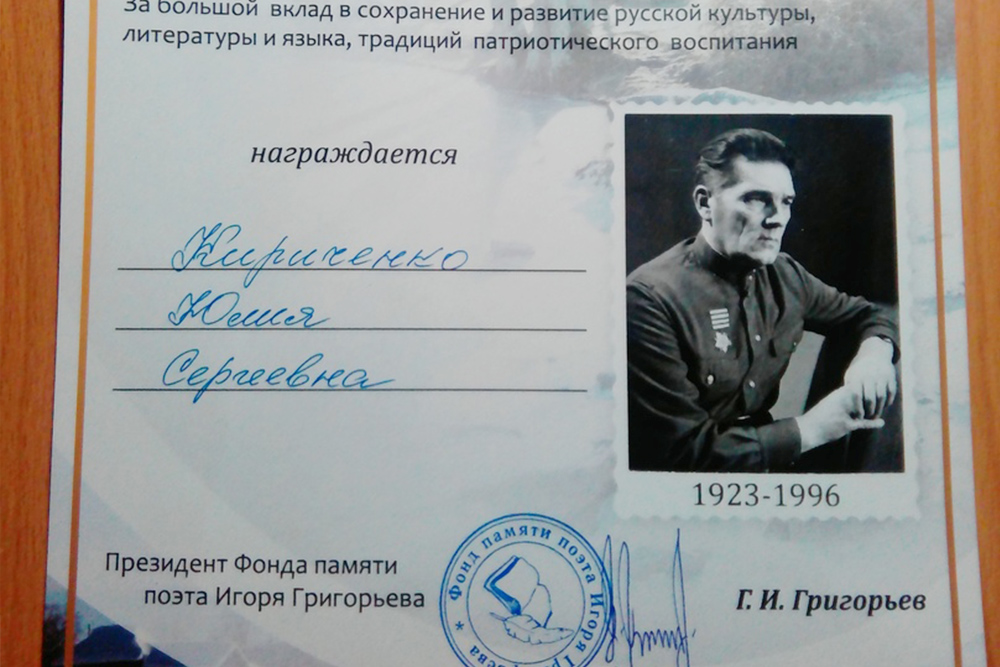 За большой вклад в сохранение и развитие русской культуры,
литературы и языка, традиций патриотического воспитания
награждается
Кириченко
Юлия
Сергеевна
1923-1996
Президент Фонда памяти
поэта Игоря Григорьева
Фонд памяти поэта Игоря
Г. И. Григорьев